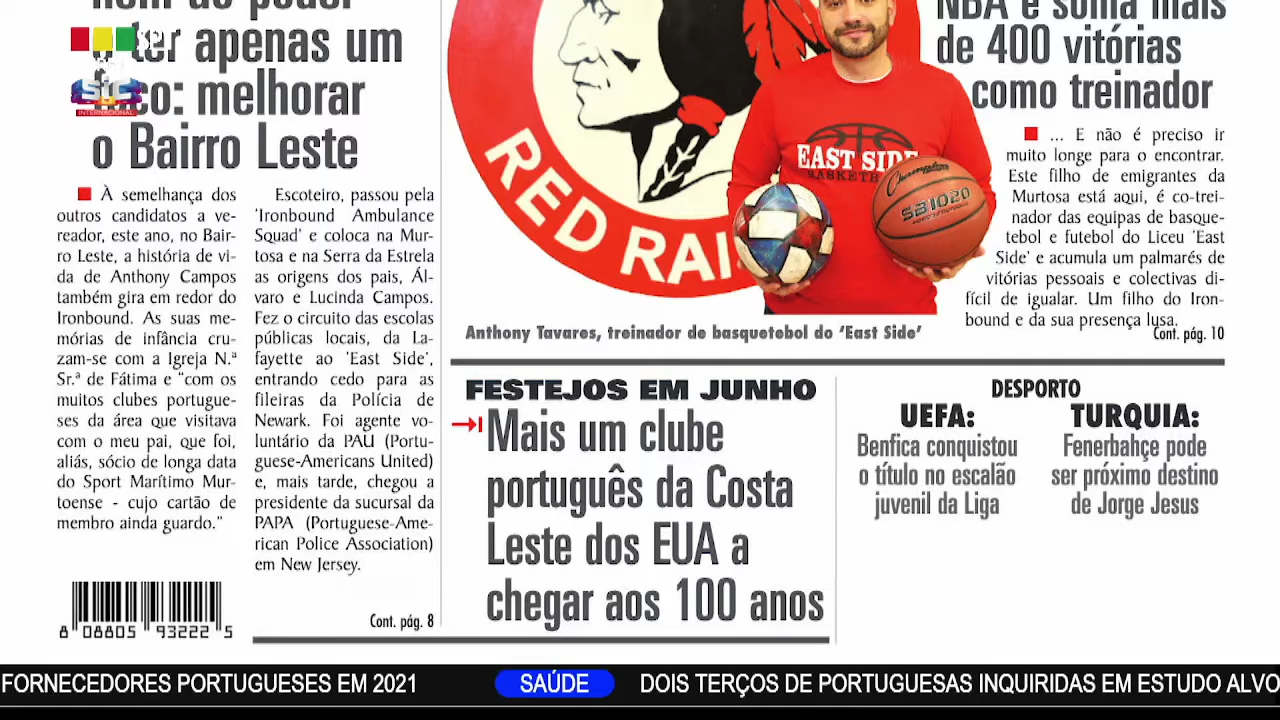 nem ao poder
ter apenas um
foco: melhorar
o Bairro Leste
SIC
INTERNACIONAL
À semelhança dos
outros candidatos a ve-
reador, este ano, no Bair-
ro Leste, a história de vi-
da de Anthony Campos
também gira em redor do
Ironbound. As suas me-
mórias de infância cru-
zam-se com a Igreja N.ª
Sr.ª de Fátima e “com os
muitos clubes portugue-
ses da área que visitava
com o meu pai, que foi,
aliás, sócio de longa data
do Sport Marítimo Mur-
toense - cujo cartão de
membro ainda guardo.”
8 08805 93222 5
Escoteiro, passou pela
'Ironbound Ambulance
Squad' e coloca na Mur-
tosa e na Serra da Estrela
as origens dos pais, Ál-
varo e Lucinda Campos.
Fez o circuito das escolas
públicas locais, da La-
fayette ao 'East Side',
entrando cedo para as
fileiras da Polícia de
Newark. Foi agente vo-
luntário da PAU (Portu-
guese-Americans United)
e, mais tarde, chegou a
presidente da sucursal da
PAPA (Portuguese-Ame-
rican Police Association)
em New Jersey.
Cont. pág. 8
RED RAI
EAST SIDE
BASKETB
Champion
SB1020
Anthony Tavares, treinador de basquetebol do ‘East Side’
NBA e soma mais
de 400 vitórias
como treinador
... E não é preciso ir
muito longe para o encontrar.
Este filho de emigrantes da
Murtosa está aqui, é co-trei-
nador das equipas de basque-
tebol e futebol do Liceu 'East
Side' e acumula um palmarés de
vitórias pessoais e colectivas di-
fícil de igualar. Um filho do Iron-
bound e da sua presença lusa.
Cont. pág. 10
FESTEJOS EM JUNHO
Mais um clube
português da Costa
Leste dos EUA a
chegar aos 100 anos
DESPORTO
UEFA:
Benfica conquistou
o título no escalão
juvenil da Liga
TURQUIA:
Fenerbahçe pode
ser próximo destino
de Jorge Jesus
FORNECEDORES PORTUGUESES EM 2021 SAÚDE DOIS TERÇOS DE PORTUGUESAS INQUIRIDAS EM ESTUDO ALVO